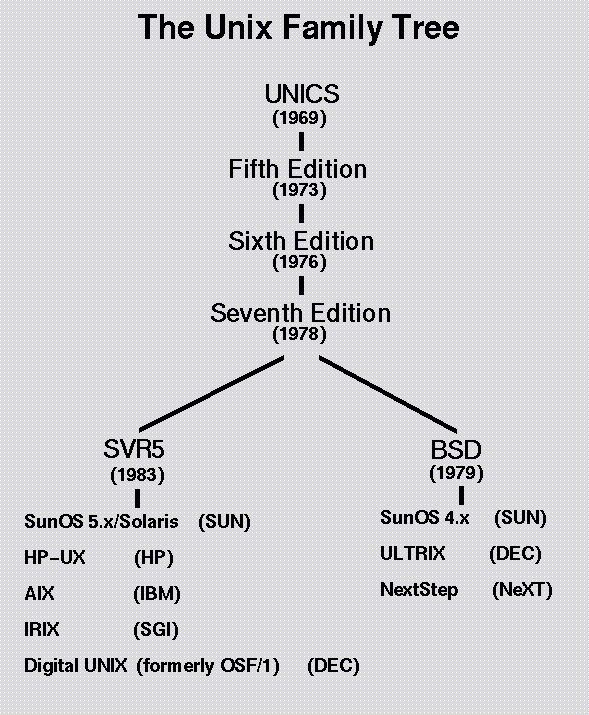 The Unix Family Tree
UNICS
(1969)
Fifth Edition
(1973)
Sixth Edition
(1976)
Seventh Edition
(1978)
SVR5
(1983)
SunOS 5.x/Solaris (SUN)
HP-UX (HP)
AIX (IBM)
IRIX (SGI)
Digital UNIX (formerly OSF/1) (DEC)
BSD
(1979)
SunOS 4.x (SUN)
ULTRIX (DEC)
NextStep (NeXT)